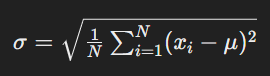 σ = √(1/N ∑_{i=1}^{N} (x_i − μ)²)